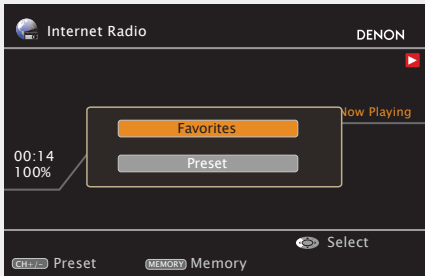 Internet Radio
DENON
Now Playing
Favorites
Preset
00:14
100%
Select
CH+/- Preset
MEMORY Memory